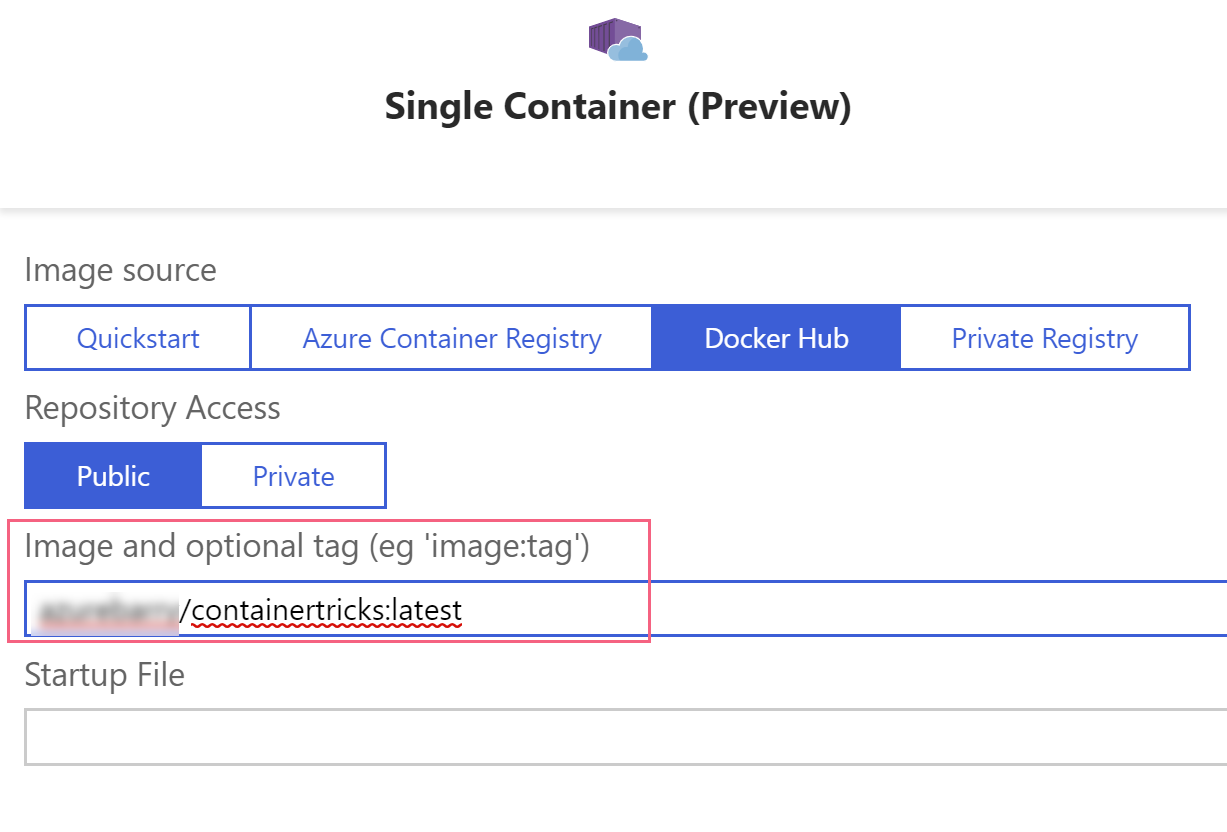 Single Container (Preview)
Image source
Quickstart Azure Container Registry Docker Hub Private Registry
Repository Access
Public Private
Image and optional tag (eg 'image:tag')
/containertricks:latest
Startup File